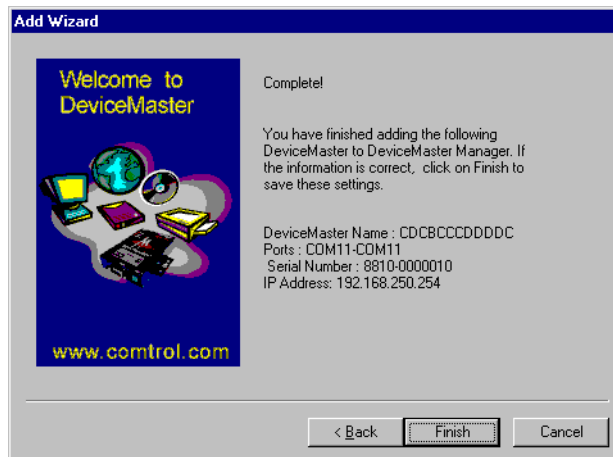 Add Wizard
Welcome to
DeviceMaster
www.comtrol.com
Complete!
You have finished adding the following
DeviceMaster to DeviceMaster Manager. If
the information is correct, click on Finish to
save these settings.
DeviceMaster Name : CDCBCCCDDDDC
Ports : COM11-COM11
Serial Number : 8810-0000010
IP Address: 192.168.250.254
< Back
Finish
Cancel